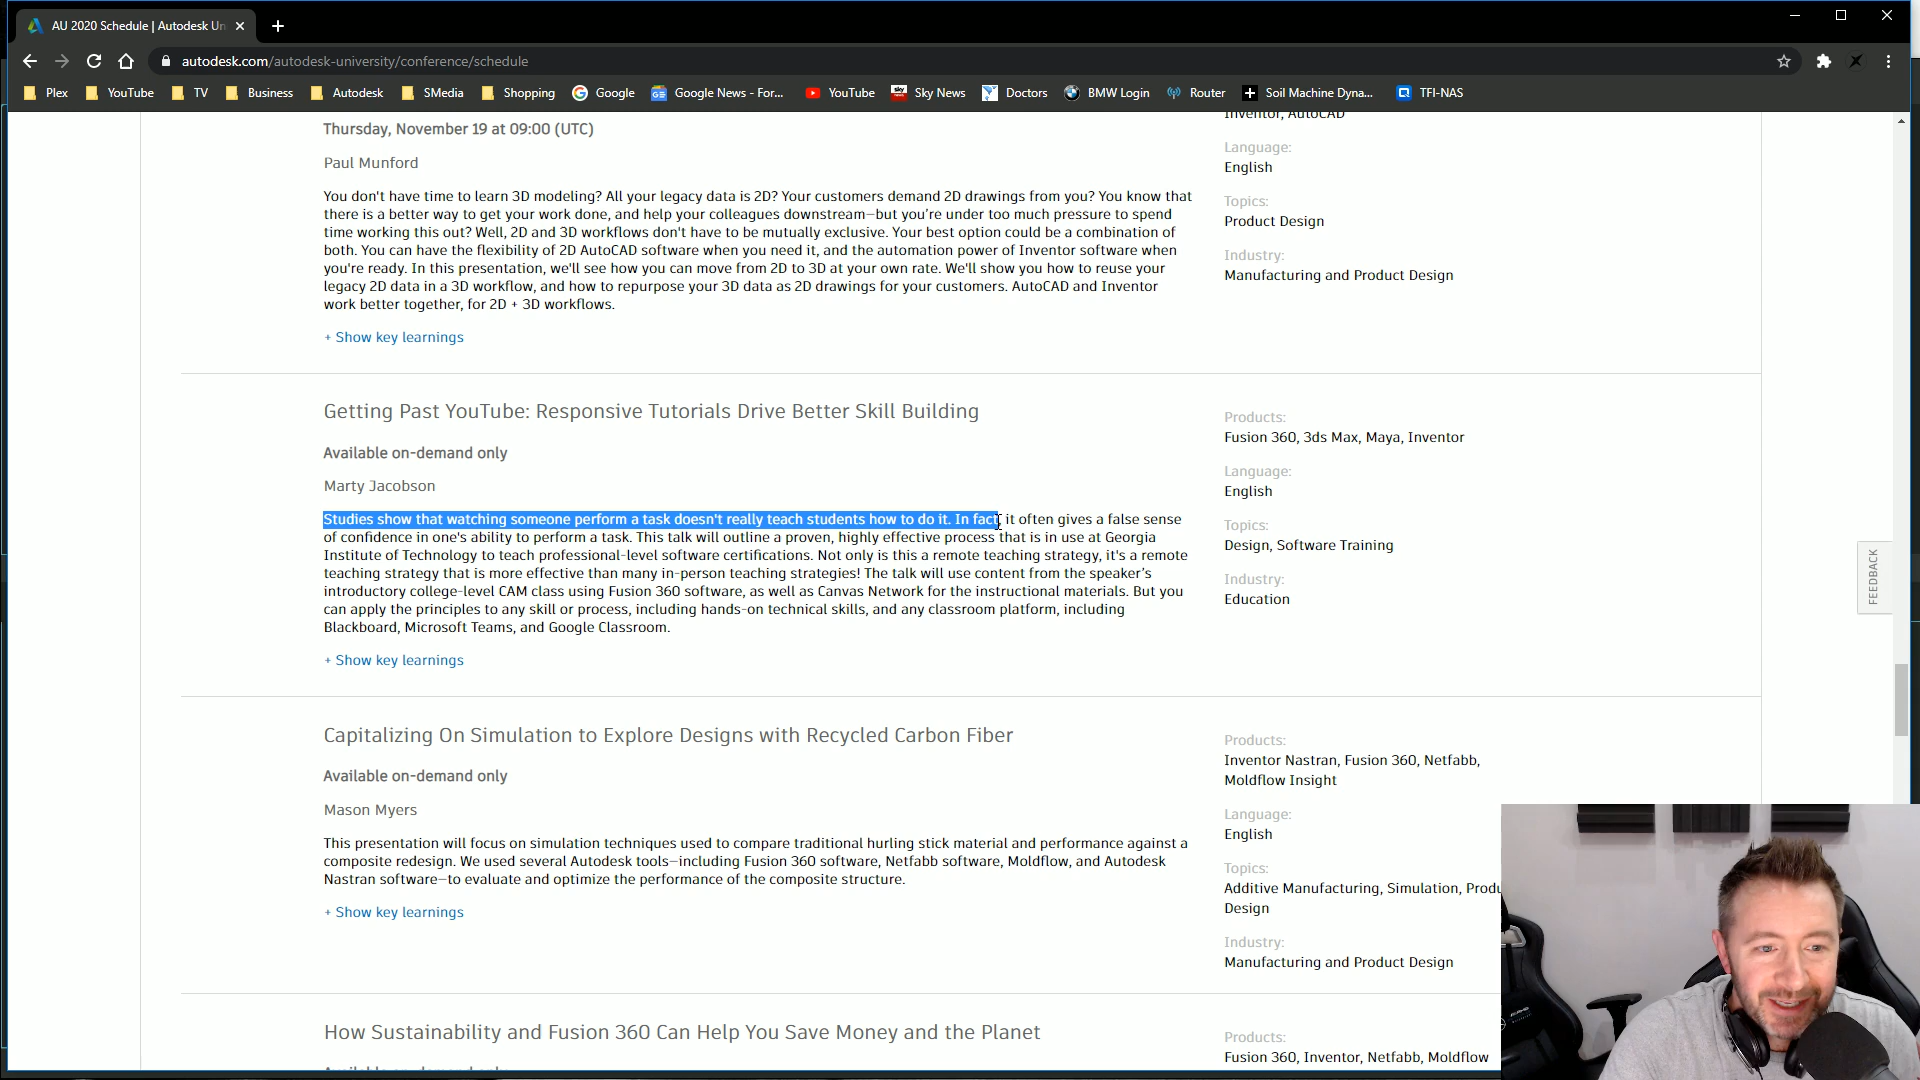 AU 2020 Schedule | Autodesk Un
autodesk.com/autodesk-university/conference/schedule
Plex YouTube TV Business Autodesk SMedia Shopping Google Google News - For... YouTube Sky News Doctors BMW Login Router Soil Machine Dyna... TFI-NAS
Thursday, November 19 at 09:00 (UTC)
Paul Munford
You don't have time to learn 3D modeling? All your legacy data is 2D? Your customers demand 2D drawings from you? You know that
there is a better way to get your work done, and help your colleagues downstream—but you're under too much pressure to spend
time working this out? Well, 2D and 3D workflows don't have to be mutually exclusive. Your best option could be a combination of
both. You can have the flexibility of 2D AutoCAD software when you need it, and the automation power of Inventor software when
you're ready. In this presentation, we'll see how you can move from 2D to 3D at your own rate. We'll show you how to reuse your
legacy 2D data in a 3D workflow, and how to repurpose your 3D data as 2D drawings for your customers. AutoCAD and Inventor
work better together, for 2D + 3D workflows.
+ Show key learnings
Inventor, AutoCAD
Language:
English
Topics:
Product Design
Industry:
Manufacturing and Product Design
Getting Past YouTube: Responsive Tutorials Drive Better Skill Building
Available on-demand only
Marty Jacobson
Studies show that watching someone perform a task doesn't really teach students how to do it. In fact, it often gives a false sense
of confidence in one's ability to perform a task. This talk will outline a proven, highly effective process that is in use at Georgia
Institute of Technology to teach professional-level software certifications. Not only is this a remote teaching strategy, it's a remote
teaching strategy that is more effective than many in-person teaching strategies! The talk will use content from the speaker's
introductory college-level CAM class using Fusion 360 software, as well as Canvas Network for the instructional materials. But you
can apply the principles to any skill or process, including hands-on technical skills, and any classroom platform, including
Blackboard, Microsoft Teams, and Google Classroom.
+ Show key learnings
Products:
Fusion 360, 3ds Max, Maya, Inventor
Language:
English
Topics:
Design, Software Training
Industry:
Education
FEEDBACK
Capitalizing On Simulation to Explore Designs with Recycled Carbon Fiber
Available on-demand only
Mason Myers
This presentation will focus on simulation techniques used to compare traditional hurling stick material and performance against a
composite redesign. We used several Autodesk tools—including Fusion 360 software, Netfabb software, Moldflow, and Autodesk
Nastran software—to evaluate and optimize the performance of the composite structure.
+ Show key learnings
Products:
Inventor Nastran, Fusion 360, Netfabb,
Moldflow Insight
Language:
English
Topics:
Additive Manufacturing, Simulation, Produ
Design
Industry:
Manufacturing and Product Design
How Sustainability and Fusion 360 Can Help You Save Money and the Planet
Products:
Fusion 360, Inventor, Netfabb, Moldflow